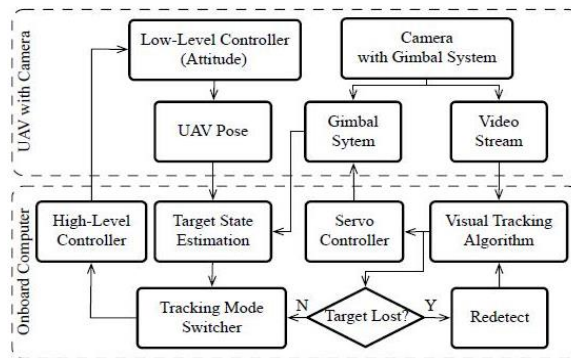 UAV with Camera
Low-Level Controller
(Attitude)
Camera
with Gimbal System
UAV Pose
Gimbal
Sytem
Video
Stream
Onboard Computer
High-Level
Controller
Target State
Estimation
Servo
Controller
Visual Tracking
Algorithm
Tracking Mode
Switcher
N
Target Lost?
Y
Redetect